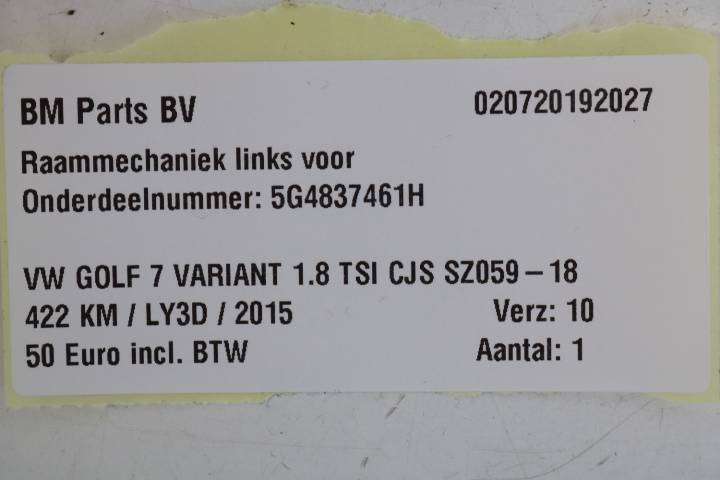 BM Parts BV 020720192027
Raammechaniek links voor
Onderdeelnummer: 5G4837461H
VW GOLF 7 VARIANT 1.8 TSI CJS SZ059 – 18
422 KM / LY3D / 2015 Verz: 10
50 Euro incl. BTW Aantal: 1